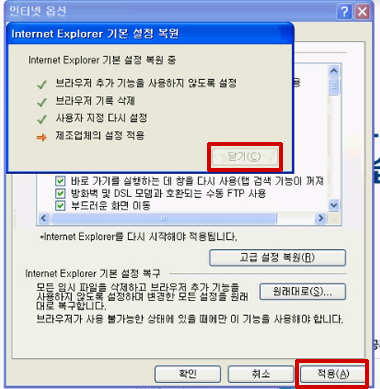 인터넷 옵션
Internet Explorer 기본 설정 복원
Internet Explorer 기본 설정 복원 중
브라우저 추가 기능을 사용하지 않도록 설정
브라우저 기록 삭제
사용자 지정 다시 설정
제조업체의 설정 적용
닫기(C)
바로 가기를 실행하는 데 창을 다시 사용(탭 검색 기능이 꺼져
방화벽 및 DSL 모뎀과 호환되는 수동 FTP 사용
부드러운 화면 이동
*Internet Explorer를 다시 시작해야 적용됩니다.
고급 설정 복원(R)
Internet Explorer 기본 설정 복구
모든 임시 파일을 삭제하고 브라우저 추가 기능을
사용하지 않도록 설정하며 변경한 모든 설정을 원래
대로 복구합니다.
원래대로(S)...
브라우저가 사용 불가능한 상태에 있을 때에만 이 기능을 사용해야 합니다.
확인
취소
적용(A)